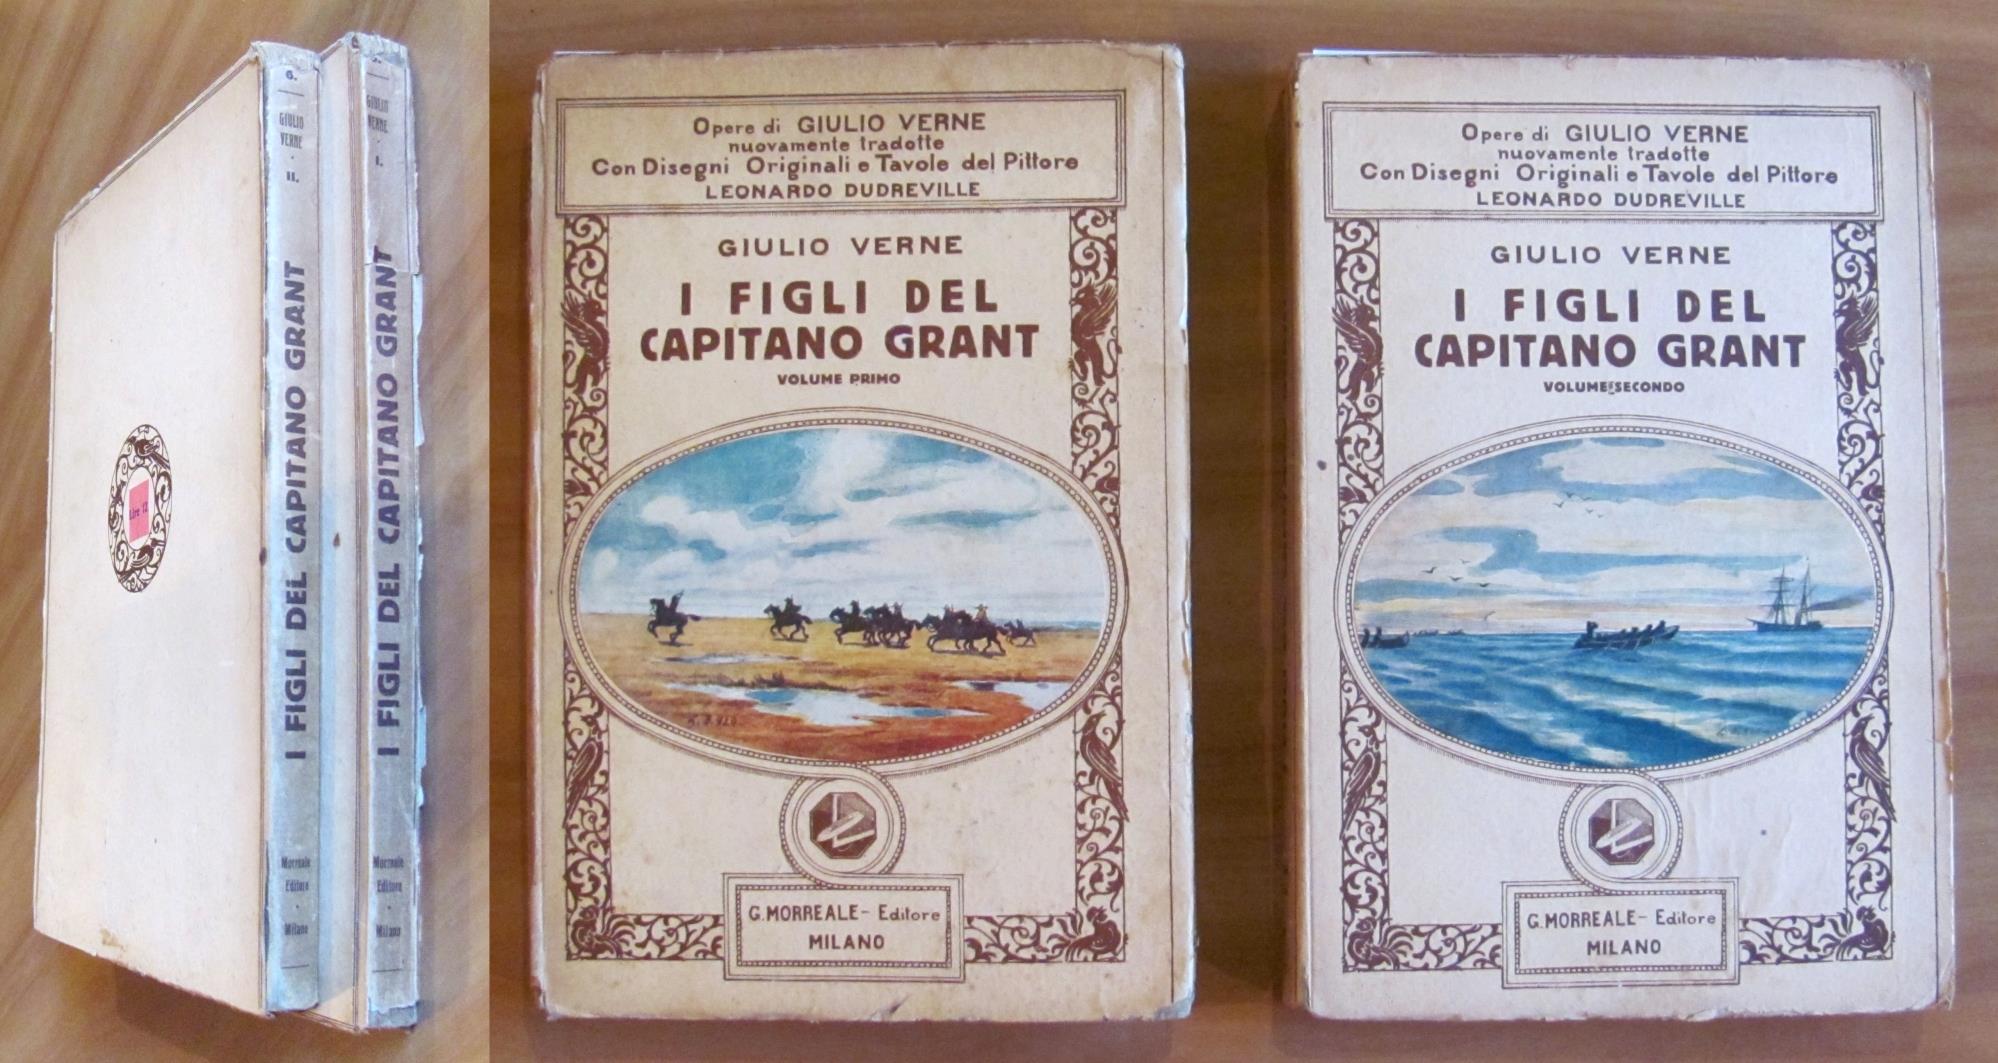 6.
GIULIO
VERNE
II.
I FIGLI DEL CAPITANO GRANT
Morreale
Editore
Milano
GIULIO
VERNE
I.
I FIGLI DEL CAPITANO GRANT
Morreale
Editore
Milano
Lire 12
Opere di GIULIO VERNE
nuovamente tradotte
Con Disegni Originali e Tavole del Pittore
LEONARDO DUDREVILLE
GIULIO VERNE
I FIGLI DEL
CAPITANO GRANT
VOLUME PRIMO
G. MORREALE - Editore
MILANO
Opere di GIULIO VERNE
nuovamente tradotte
Con Disegni Originali e Tavole del Pittore
LEONARDO DUDREVILLE
GIULIO VERNE
I FIGLI DEL
CAPITANO GRANT
VOLUME SECONDO
G. MORREALE - Editore
MILANO